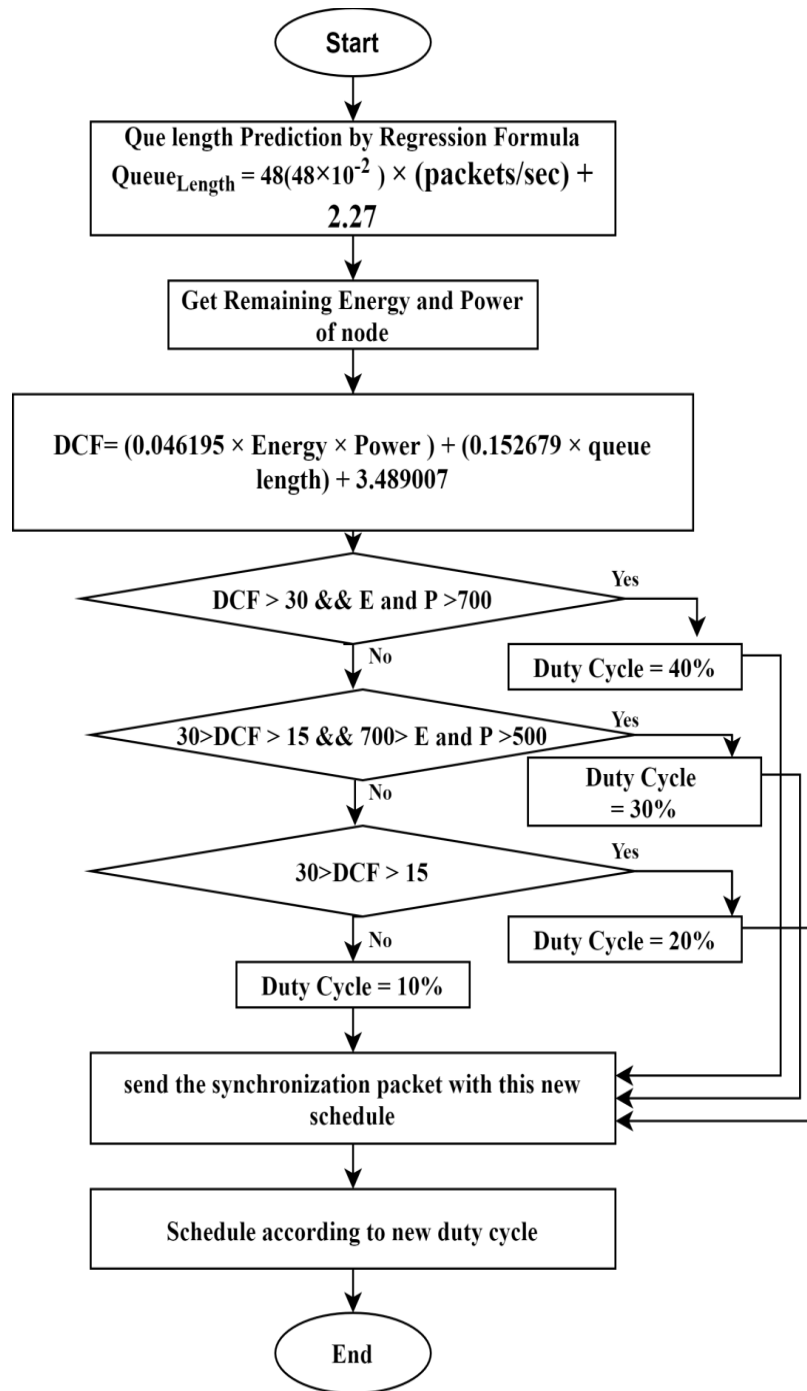 Start
Que length Prediction by Regression Formula
Queue_Length = 48(48×10^-2 ) × (packets/sec) +
2.27
Get Remaining Energy and Power
of node
DCF= (0.046195 × Energy × Power ) + (0.152679 × queue
length) + 3.489007
DCF > 30 && E and P >700
Yes
No
Duty Cycle = 40%
30>DCF > 15 && 700> E and P >500
Yes
No
Duty Cycle
= 30%
30>DCF > 15
Yes
No
Duty Cycle = 20%
Duty Cycle = 10%
send the synchronization packet with this new
schedule
Schedule according to new duty cycle
End